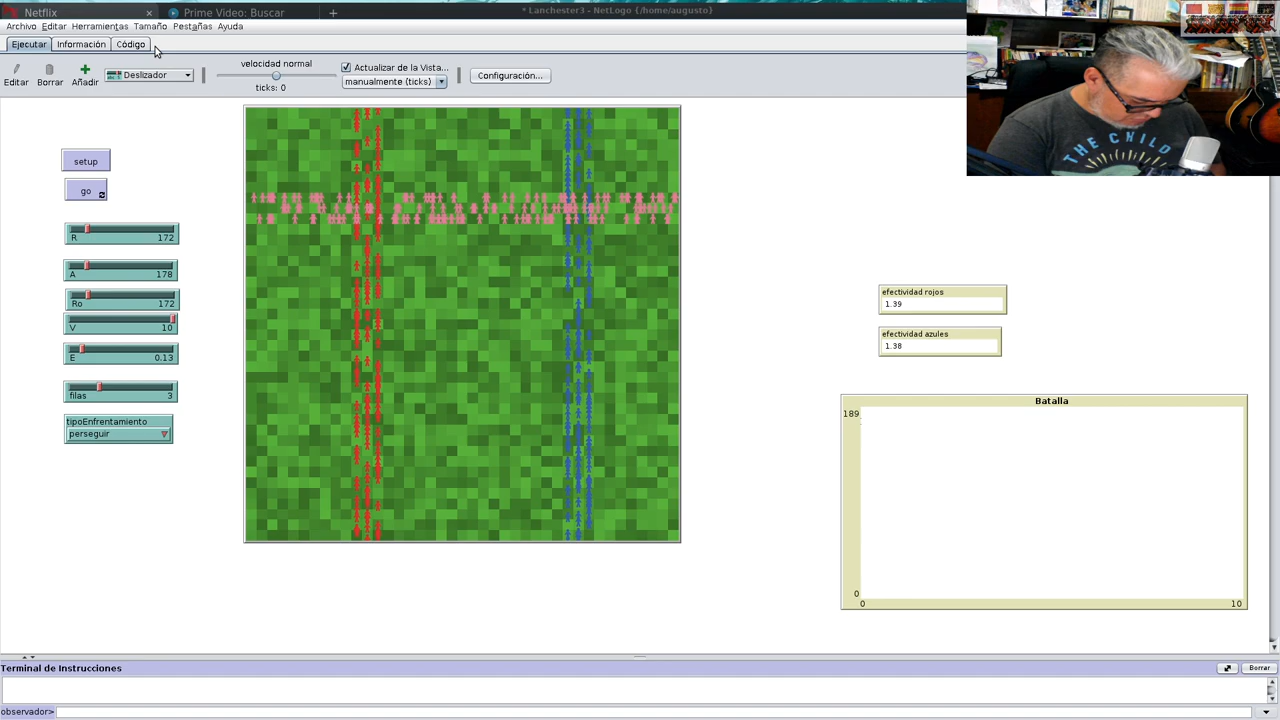 Netflix
Prime Video: Buscar
* Lanchester3 - NetLogo {/home/augusto}
Archivo Editar Herramientas Tamaño Pestañas Ayuda
Ejecutar Información Código
Editar Borrar Añadir
Deslizador
velocidad normal
ticks: 0
Actualizar de la Vista...
manualmente (ticks)
Configuración...
setup
go
R 172
A 178
Ro 172
V 10
E 0.13
filas 3
tipoEnfrentamiento
perseguir
efectividad rojos
1.39
efectividad azules
1.38
Batalla
189
0
0 10
THE CHILD
Terminal de Instrucciones
Borrar
observador>